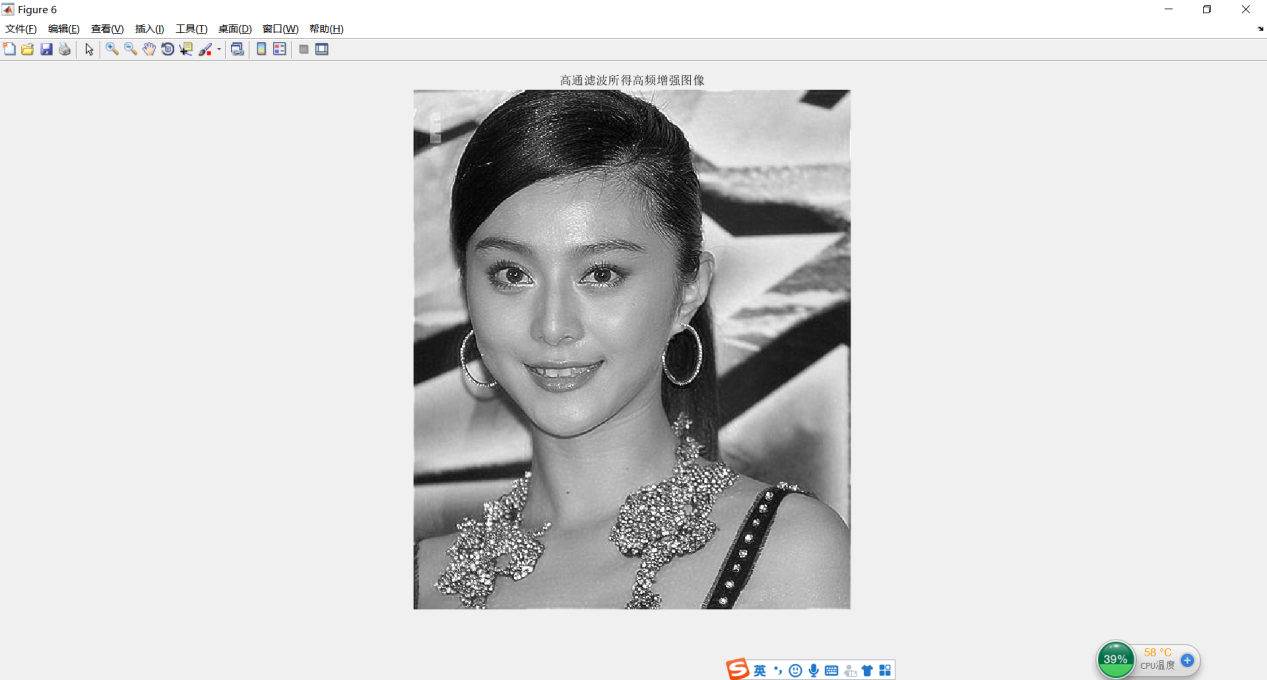 Figure 6
文件(F) 编辑(E) 查看(V) 插入(I) 工具(T) 桌面(D) 窗口(W) 帮助(H)
高通滤波所得高频增强图像
英
39% 58 °C
CPU温度